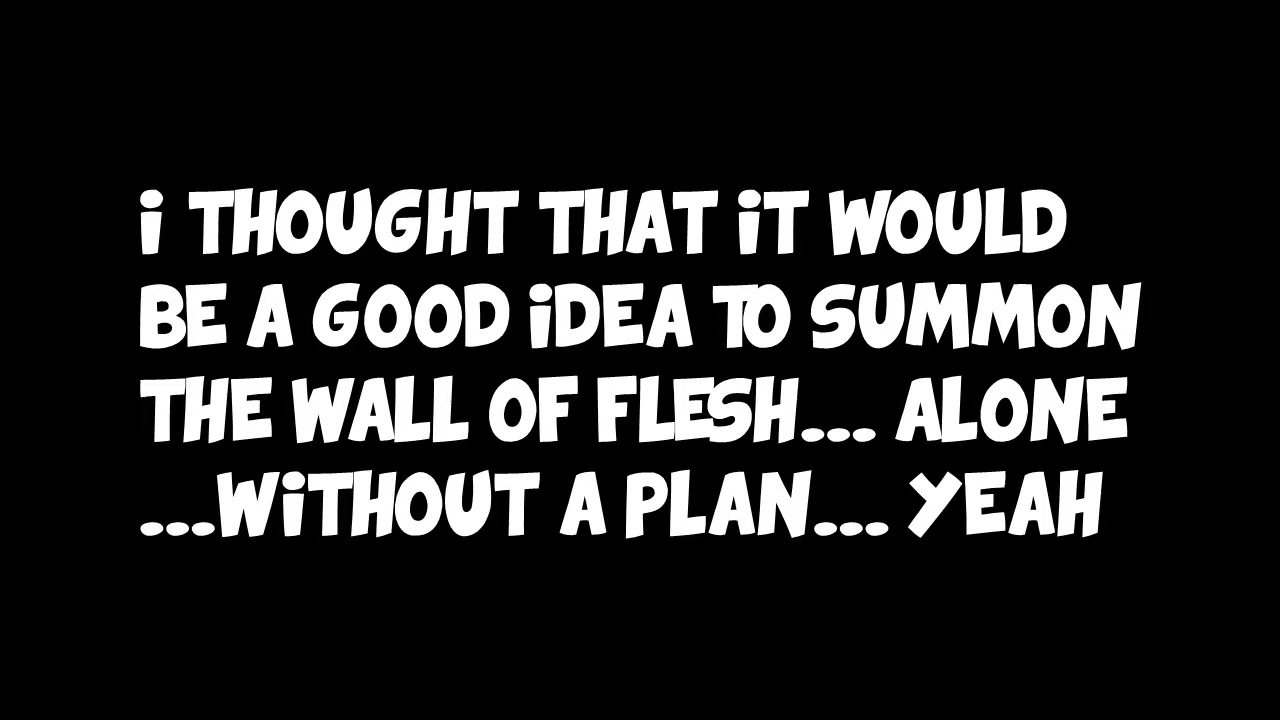 I THOUGHT THAT IT WOULD
BE A GOOD IDEA TO SUMMON
THE WALL OF FLESH... ALONE
...WITHOUT A PLAN... YEAH